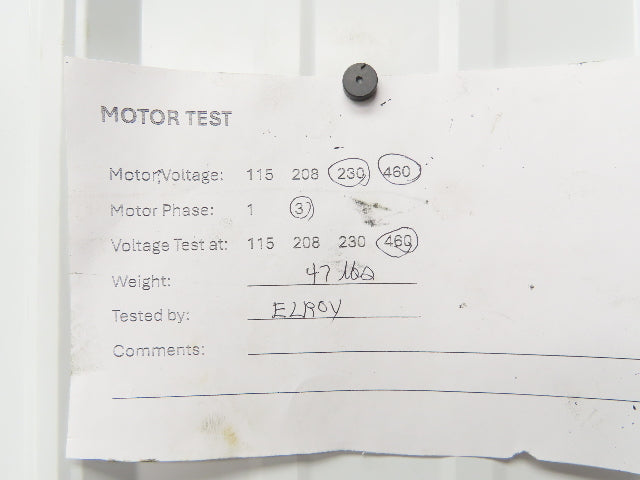 MOTOR TEST
Motor Voltage: 115 208 230 460
Motor Phase: 1 3
Voltage Test at: 115 208 230 460
Weight: 47 lbs
Tested by: ELROY
Comments: